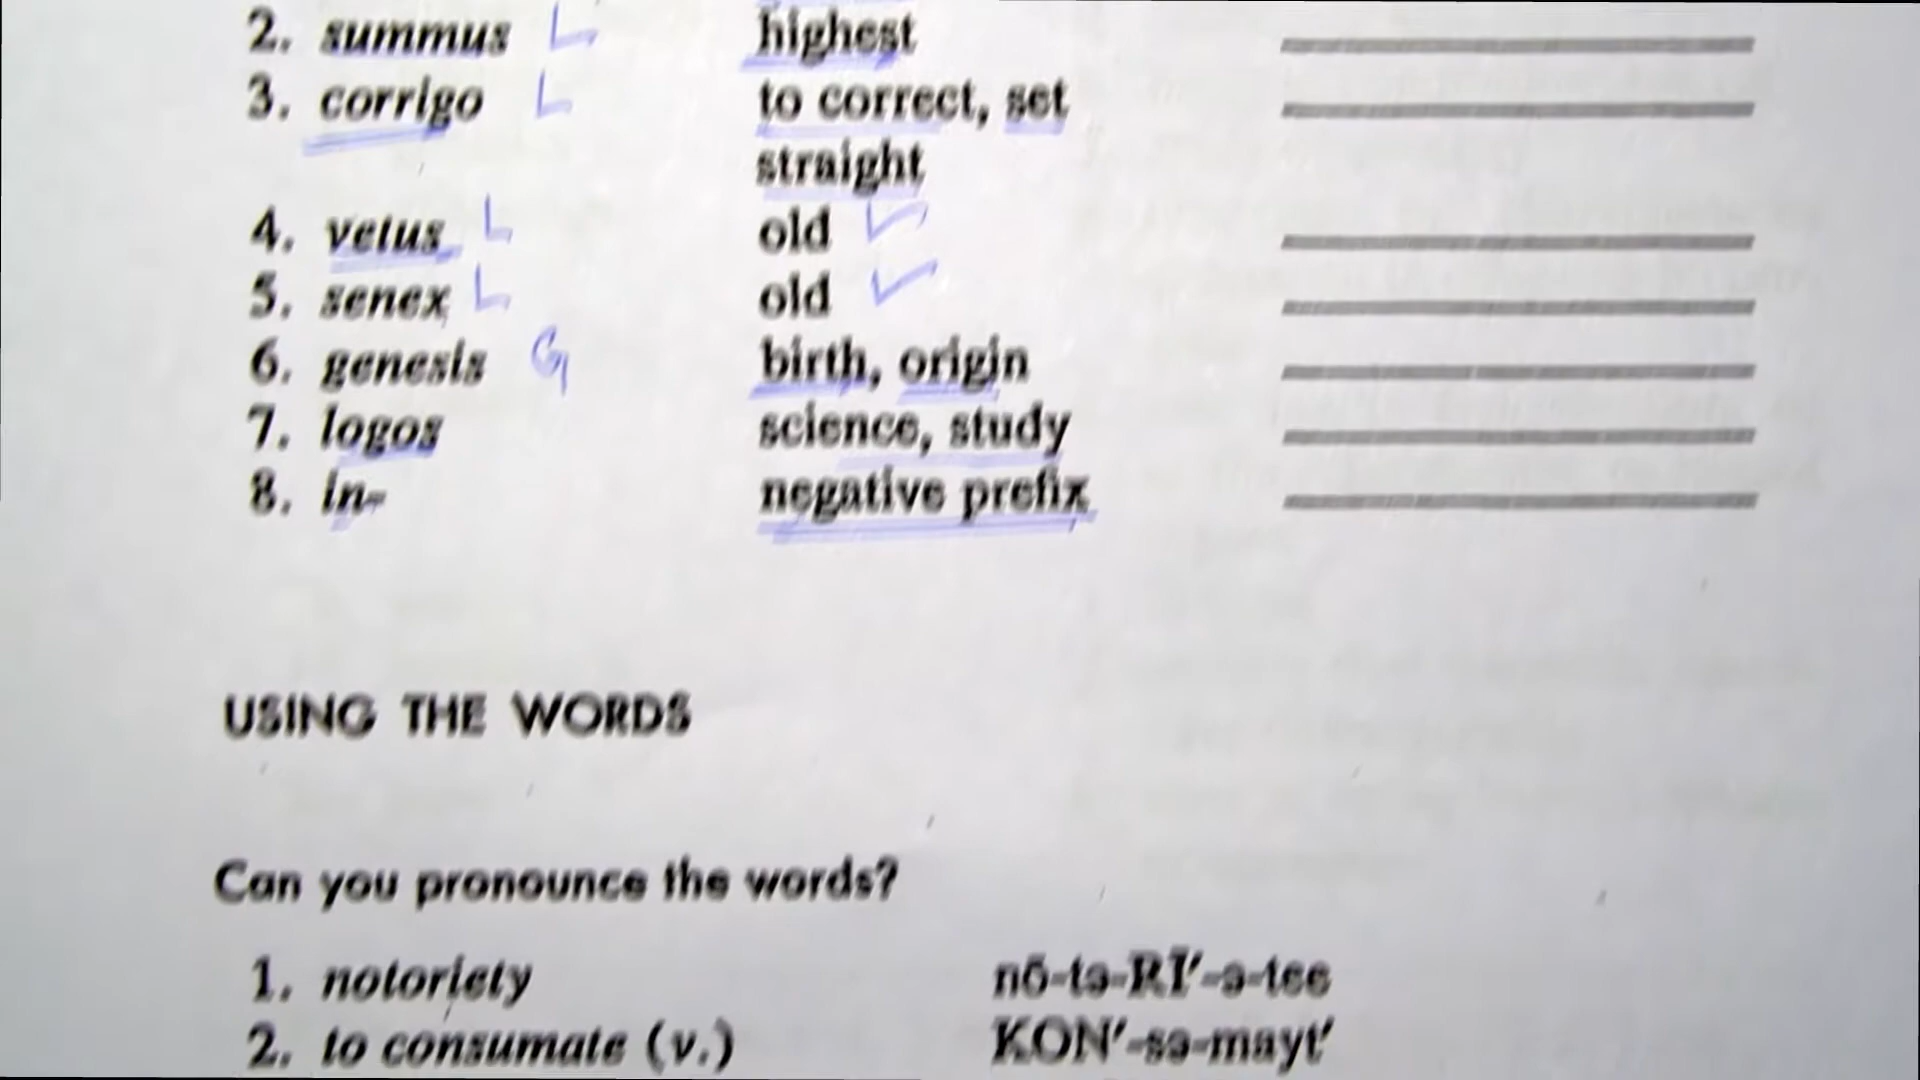 2. summus L highest
3. corrigo L to correct, set
straight
4. vetus L old
5. senex L old
6. genesis G birth, origin
7. logos science, study
8. in- negative prefix
USING THE WORDS
Can you pronounce the words?
1. notoriety nō-tə-RĪ′-ə-tee
2. to consumate (v.) KON′-sə-mayt′